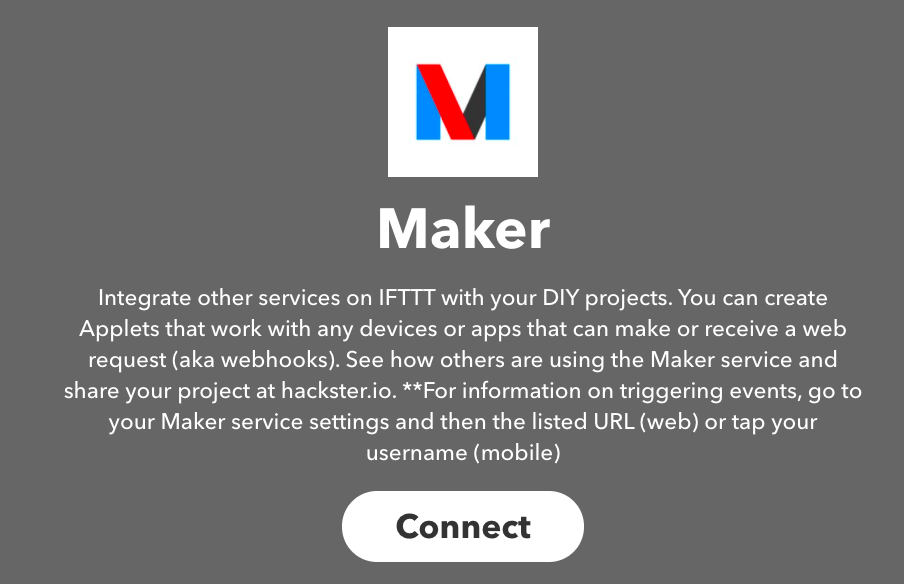 M
Maker
Integrate other services on IFTTT with your DIY projects. You can create
Applets that work with any devices or apps that can make or receive a web
request (aka webhooks). See how others are using the Maker service and
share your project at hackster.io. **For information on triggering events, go to
your Maker service settings and then the listed URL (web) or tap your
username (mobile)
Connect